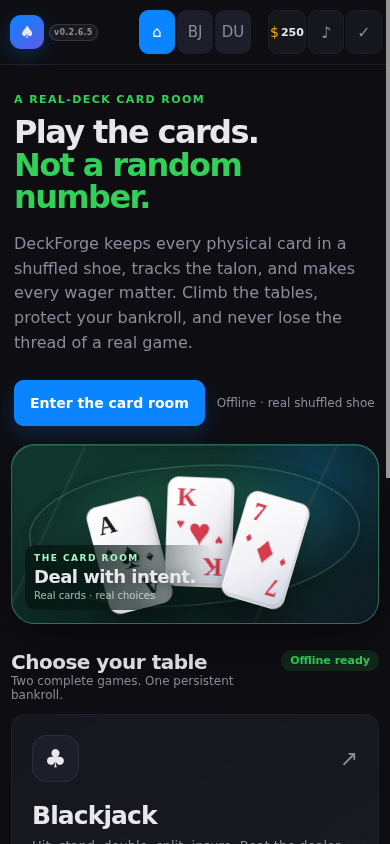 v0.2.6.5
BJ
DU
$ 250
A REAL-DECK CARD ROOM
Play the cards.
Not a random
number.
DeckForge keeps every physical card in a
shuffled shoe, tracks the talon, and makes
every wager matter. Climb the tables,
protect your bankroll, and never lose the
thread of a real game.
Enter the card room
Offline · real shuffled shoe
A
K
7
K
7
THE CARD ROOM
Deal with intent.
Real cards · real choices
Choose your table
Offline ready
Two complete games. One persistent
bankroll.
Blackjack